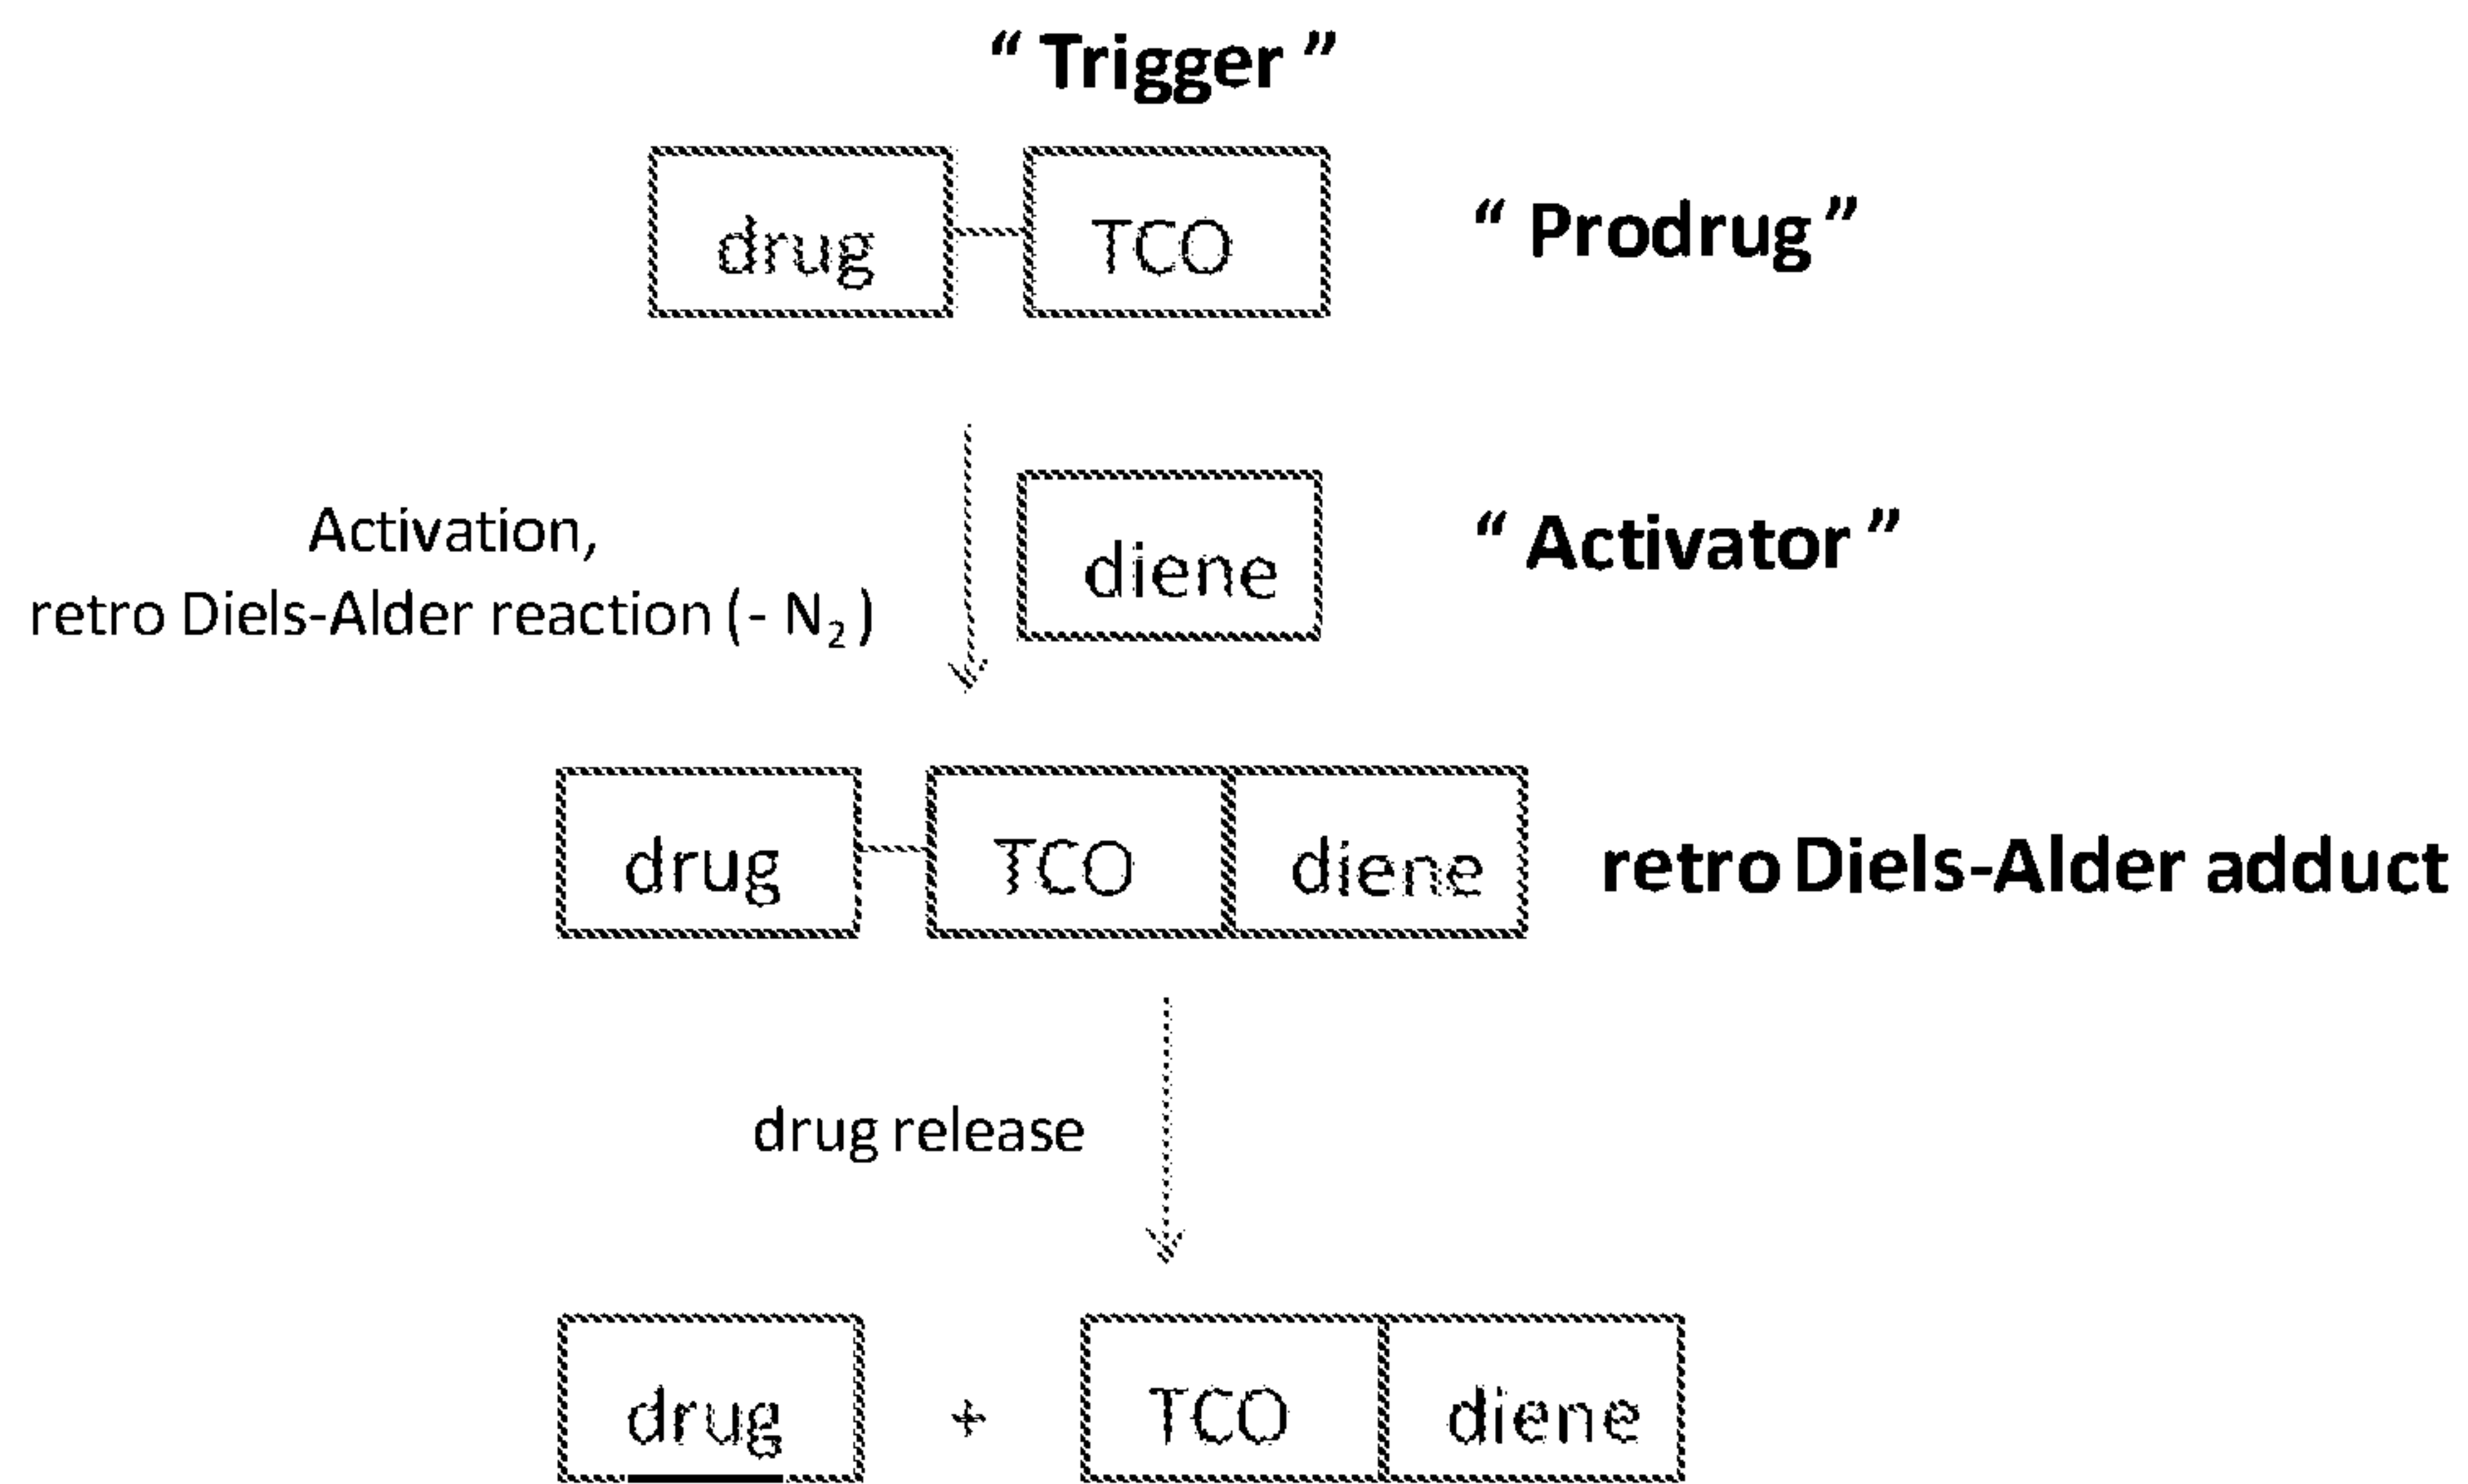 “ Trigger ”
drug TCO
“ Prodrug ”
Activation,
retro Diels-Alder reaction (- N₂ )
diene
“ Activator ”
drug TCO diene
retro Diels-Alder adduct
drug release
drug + TCO diene